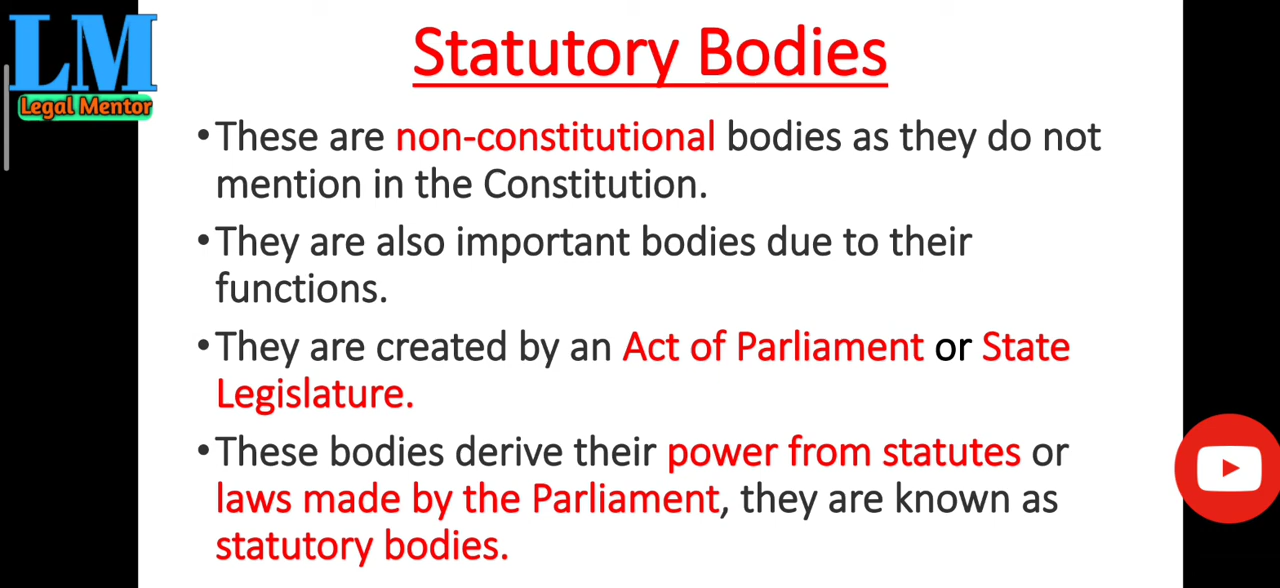 LM
Legal Mentor
Statutory Bodies
•These are non-constitutional bodies as they do not
mention in the Constitution.
•They are also important bodies due to their
functions.
•They are created by an Act of Parliament or State
Legislature.
•These bodies derive their power from statutes or
laws made by the Parliament, they are known as
statutory bodies.